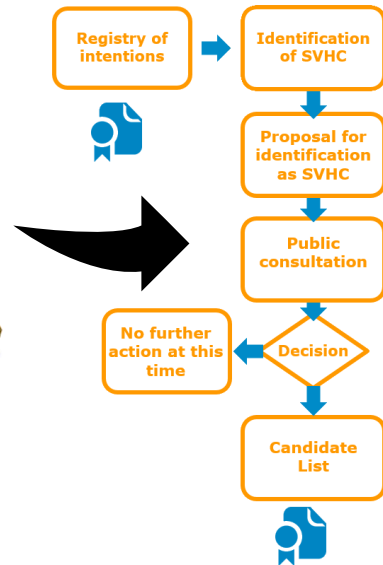 Registry of
intentions
Identification
of SVHC
Proposal for
identification
as SVHC
Public
consultation
Decision
No further
action at this
time
Candidate
List